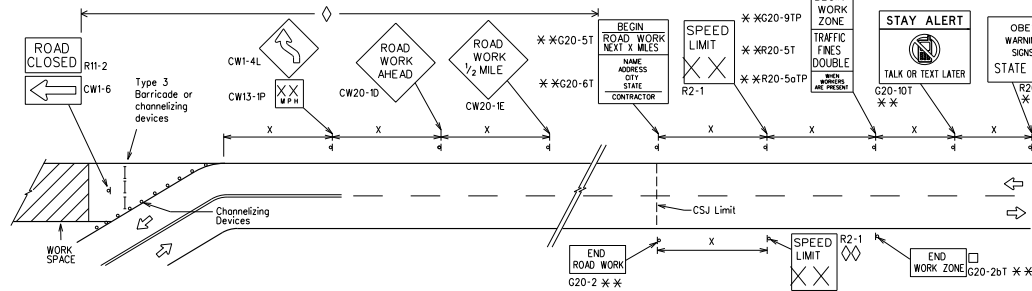 ROAD
CLOSED
R11-2
CW1-6
Type 3
Barricade or
channelizing
devices
CW1-4L
CW13-1P
XX
MPH
ROAD
WORK
AHEAD
CW20-1D
ROAD
WORK
1/2 MILE
CW20-1E
* *G20-5T
* *G20-6T
BEGIN
ROAD WORK
NEXT X MILES
NAME
ADDRESS
CITY
STATE
CONTRACTOR
SPEED
LIMIT
X X
R2-1
* *G20-9TP
* *R20-5T
* *R20-5aTP
WORK
ZONE
TRAFFIC
FINES
DOUBLE
WHEN
WORKERS
ARE PRESENT
STAY ALERT
TALK OR TEXT LATER
G20-10T
* *
OBE
WARNIN
SIGNS
STATE
R20
*
X X X X X X
Channelizing
Devices
WORK
SPACE
CSJ Limit
X
END
ROAD WORK
G20-2 * *
SPEED
LIMIT
X X
R2-1
END
WORK ZONE
G20-2bT * *